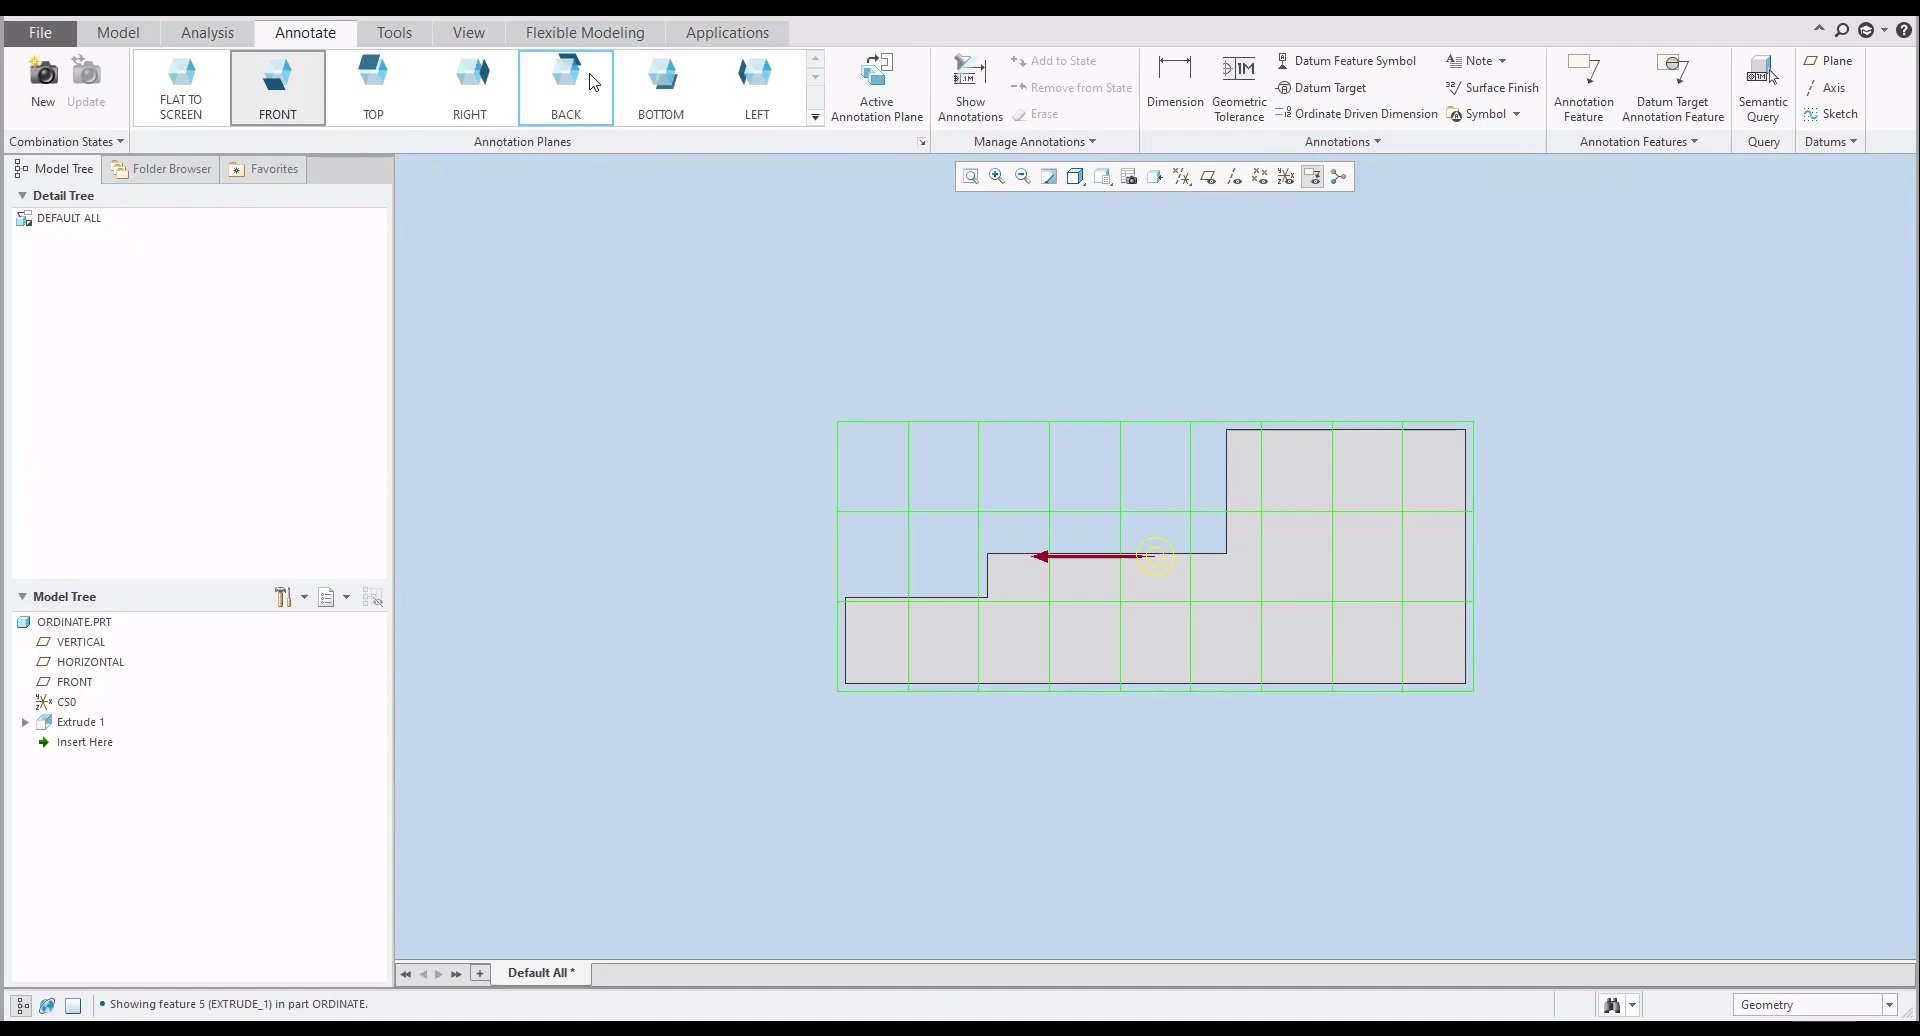 File Model Analysis Annotate Tools View Flexible Modeling Applications
New Update
FLAT TO SCREEN FRONT TOP RIGHT BACK BOTTOM LEFT
Active Annotation Plane
Show Annotations
Add to State
Remove from State
Erase
Dimension
Geometric Tolerance
Datum Feature Symbol
Datum Target
Ordinate Driven Dimension
Note
Surface Finish
Symbol
Annotation Feature
Datum Target Annotation Feature
Semantic Query
Plane
Axis
Sketch
Combination States Annotation Planes Manage Annotations Annotations Annotation Features Query Datums
Model Tree Folder Browser Favorites
Detail Tree
DEFAULT ALL
Model Tree
ORDINATE.PRT
VERTICAL
HORIZONTAL
FRONT
CS0
Extrude 1
Insert Here
Default All *
• Showing feature 5 (EXTRUDE_1) in part ORDINATE.
Geometry